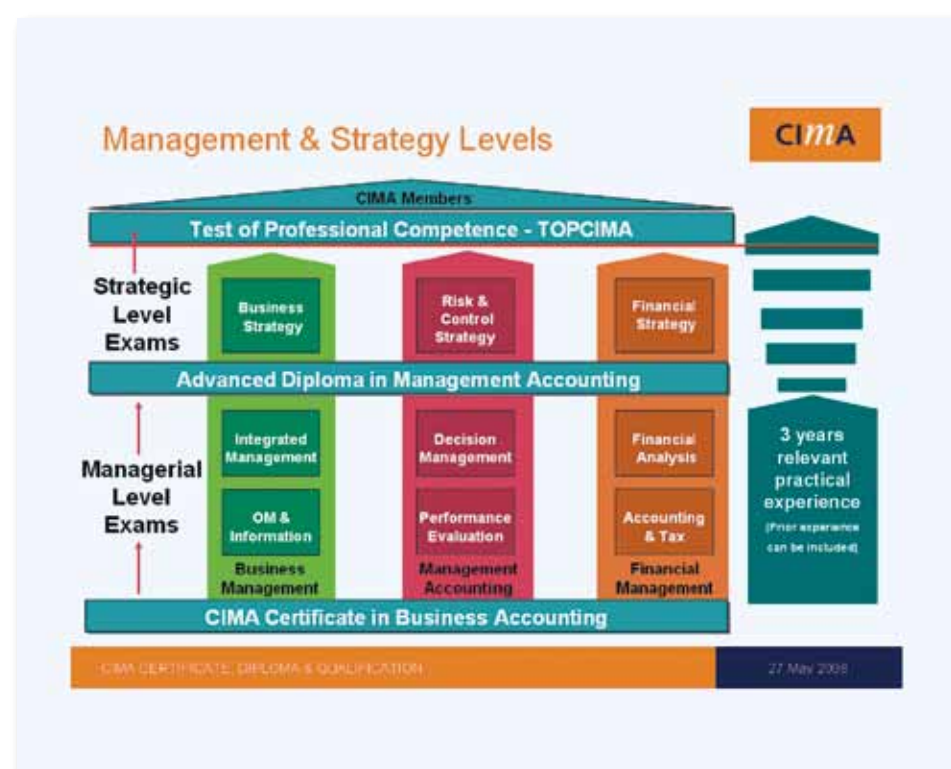 Management & Strategy Levels
CIMA
CIMA Members
Test of Professional Competence - TOPCIMA
Strategic
Level
Exams
Business
Strategy
Risk &
Control
Strategy
Financial
Strategy
Advanced Diploma in Management Accounting
Managerial
Level
Exams
Integrated
Management
Decision
Management
Financial
Analysis
OM &
Information
Performance
Evaluation
Accounting
& Tax
Business
Management
Management
Accounting
Financial
Management
3 years
relevant
practical
experience
(Prior experience
can be included)
CIMA Certificate in Business Accounting
CIMA CERTIFICATE, DIPLOMA & QUALIFICATION
27 May